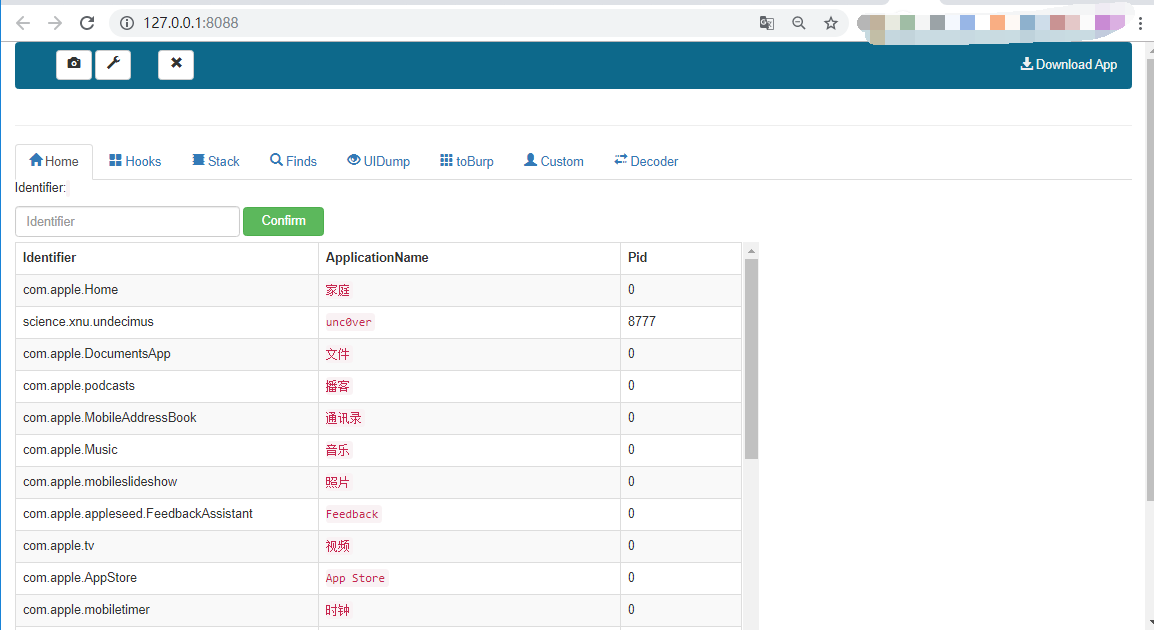 127.0.0.1:8088
Download App
Home Hooks Stack Finds UIDump toBurp Custom Decoder
Identifier:
Identifier Confirm
Identifier ApplicationName Pid
com.apple.Home 家庭 0
science.xnu.undecimus unc0ver 8777
com.apple.DocumentsApp 文件 0
com.apple.podcasts 播客 0
com.apple.MobileAddressBook 通讯录 0
com.apple.Music 音乐 0
com.apple.mobileslideshow 照片 0
com.apple.appleseed.FeedbackAssistant Feedback 0
com.apple.tv 视频 0
com.apple.AppStore App Store 0
com.apple.mobiletimer 时钟 0